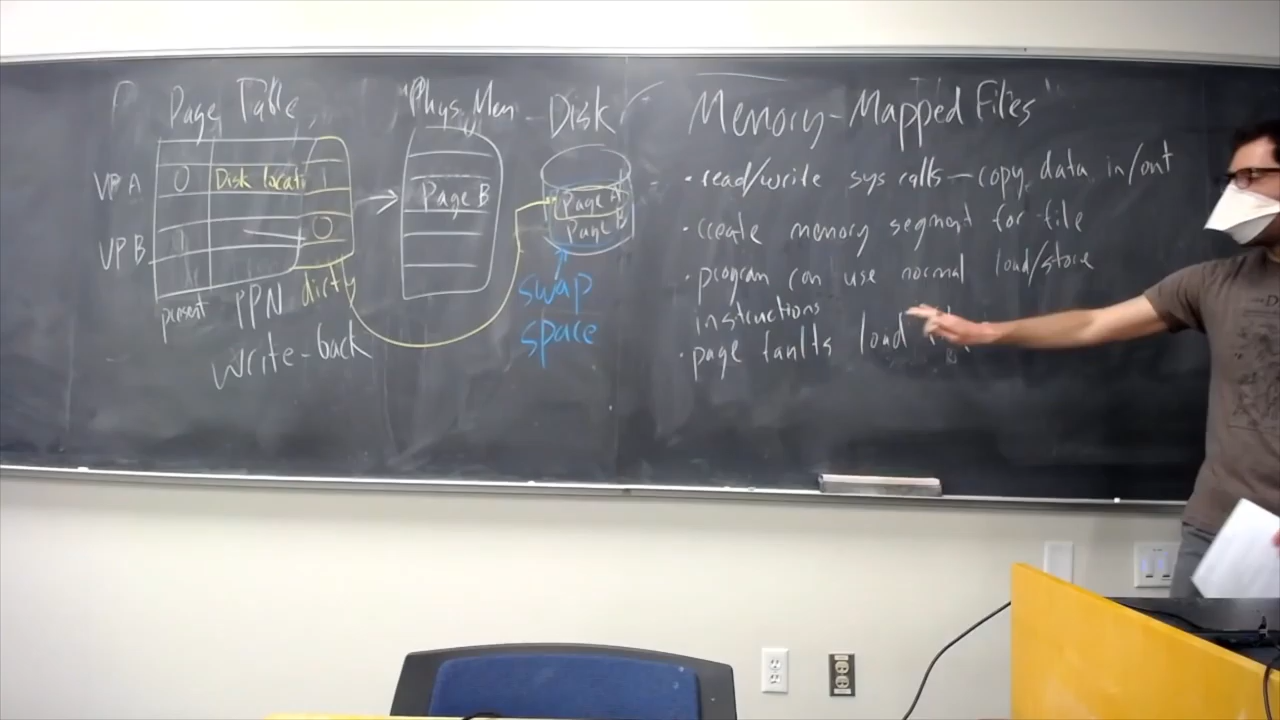 Page Table
VP A
0
Disk locati
1
VP B
0
present
PPN
dirty
write-back
Phys. Mem
Page B
Disk
Page A
Page B
swap
space
Memory-Mapped Files
• read/write sys calls — copy data in/out
• create memory segment for file
• program can use normal load/store
instructions
• page faults load